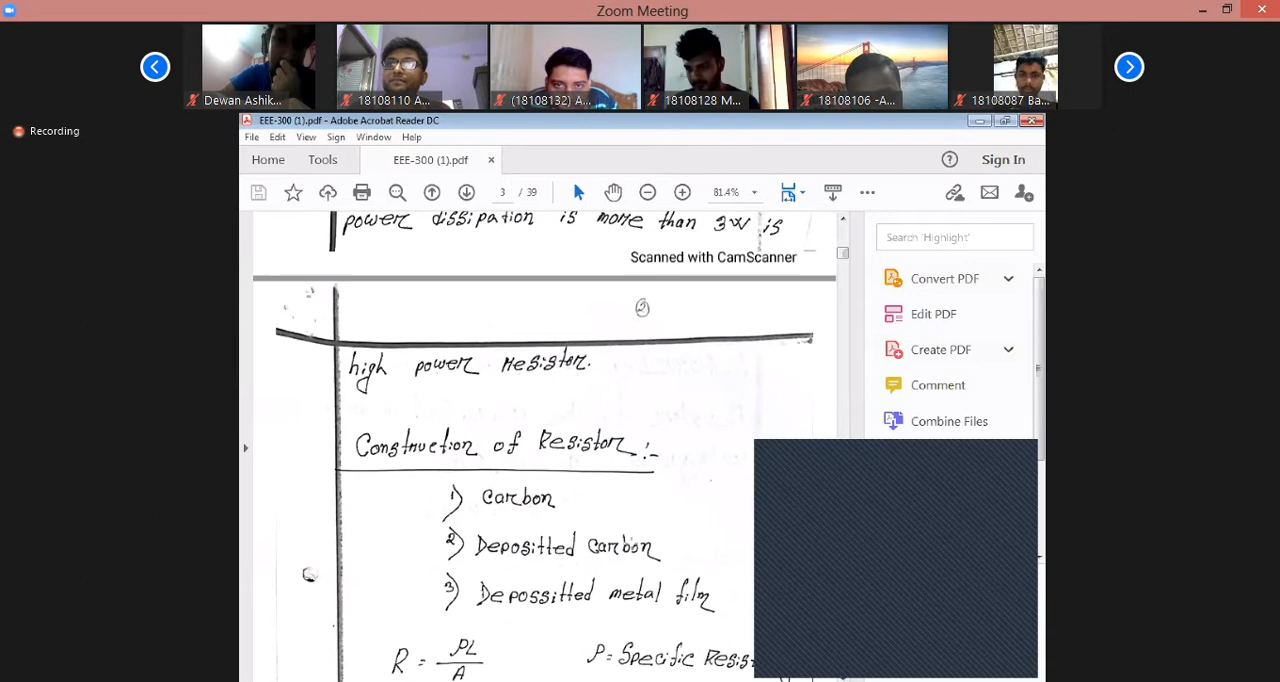 Zoom Meeting
Dewan Ashik...
18108110 A...
(18108132) A...
18108128 M...
18108106 -A...
18108087 Ba...
Recording
EEE-300 (1).pdf - Adobe Acrobat Reader DC
File Edit View Sign Window Help
Home Tools EEE-300 (1).pdf × Sign In
3 / 39 81.4%
power dissipation is more than 3W is
Scanned with CamScanner
Search 'Highlight'
Convert PDF
Edit PDF
Create PDF
Comment
Combine Files
②
high power Resistor.
Construction of Resistor :-
1) Carbon
2) Depositted carbon
3) Depossitted metal film
R = ρL/A ρ = Specific Resis